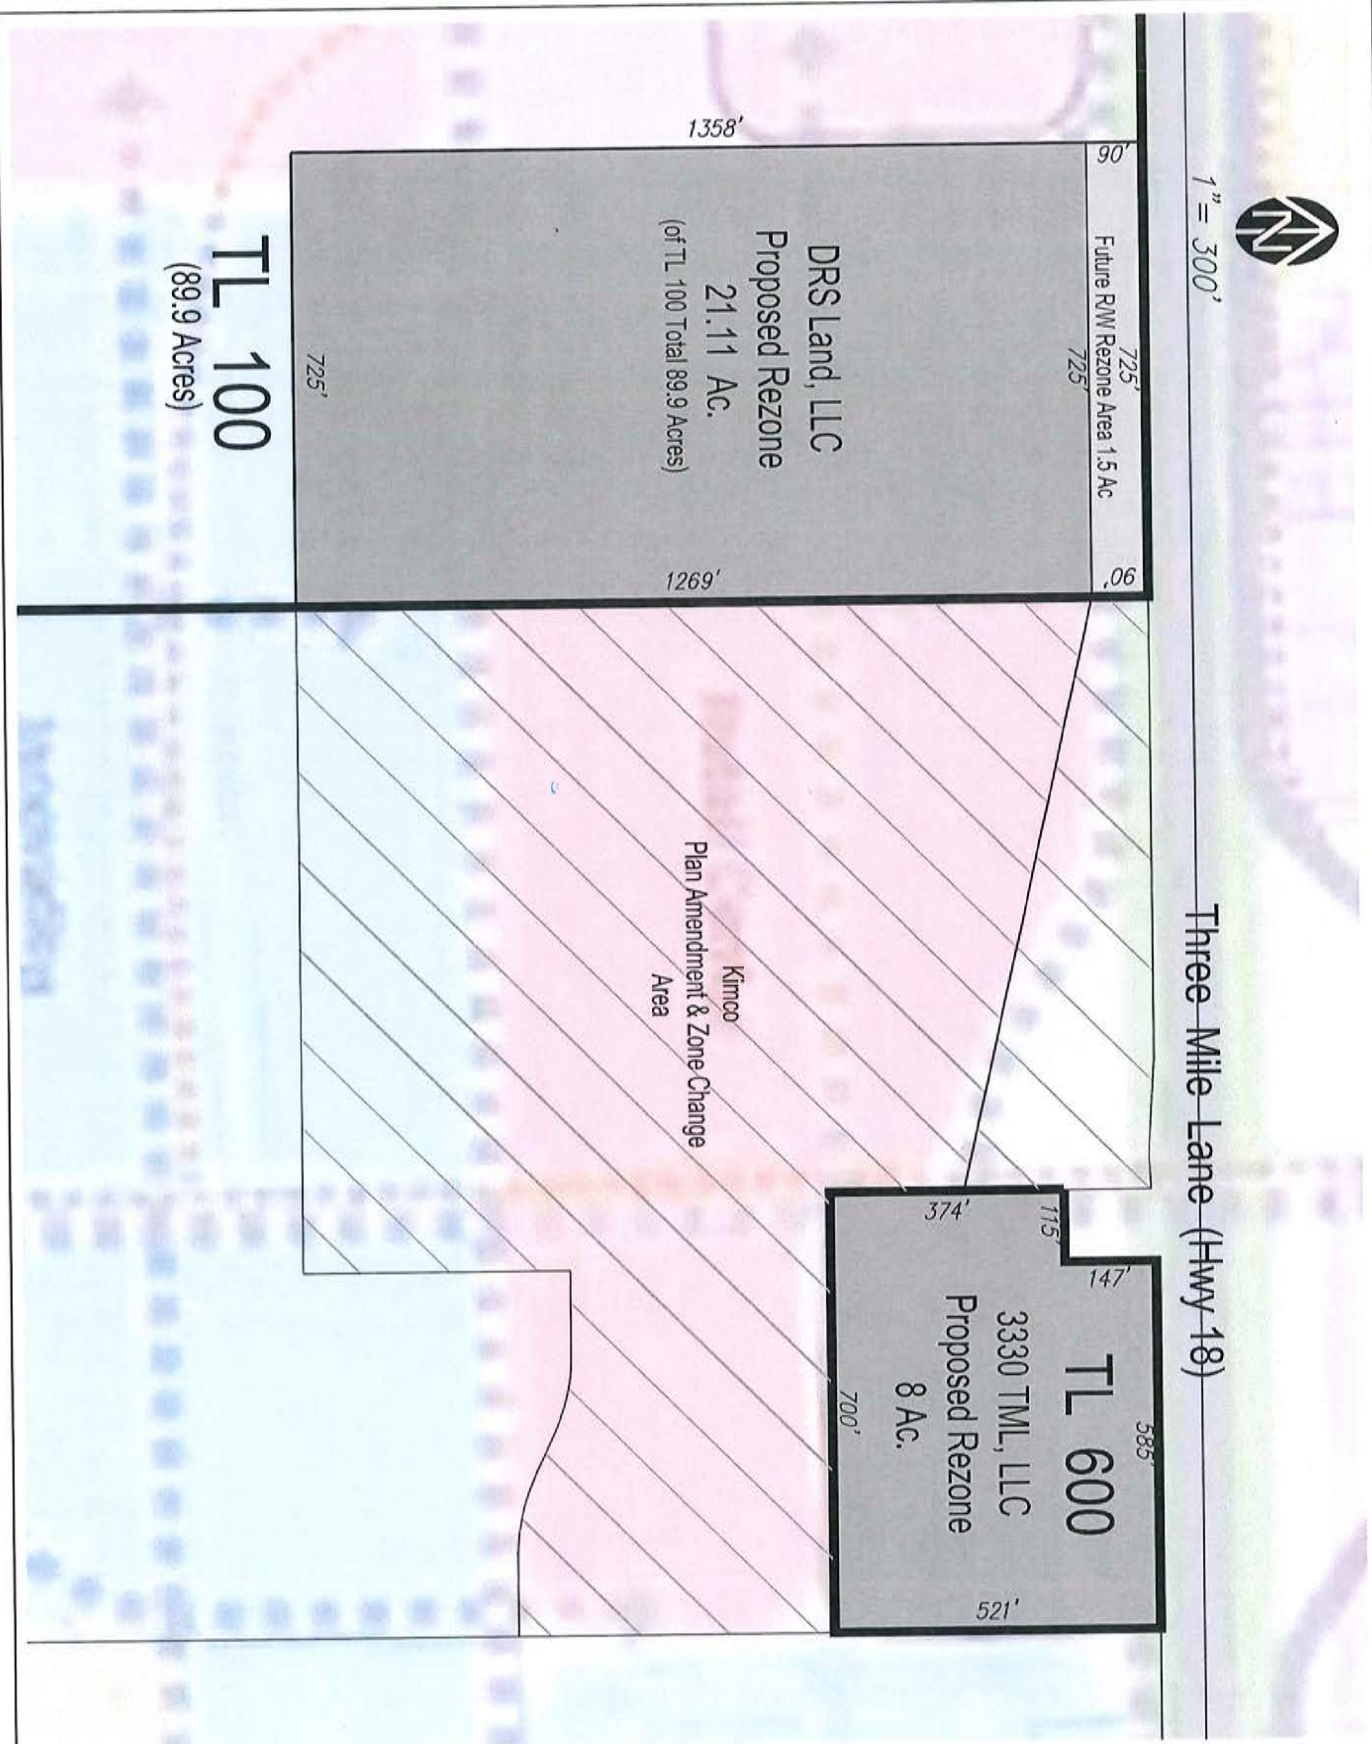 N
1"= 300'
Three Mile Lane (Hwy 18)
725'
90'
Future R/W Rezone Area 1.5 Ac
.06
725'
1358'
DRS Land, LLC
Proposed Rezone
21.11 Ac.
(of TL 100 Total 89.9 Acres)
1269'
725'
TL 100
(89.9 Acres)
Kimco
Plan Amendment & Zone Change
Area
585'
147'
115'
374'
TL 600
3330 TML, LLC
Proposed Rezone
8 Ac.
521'
700'